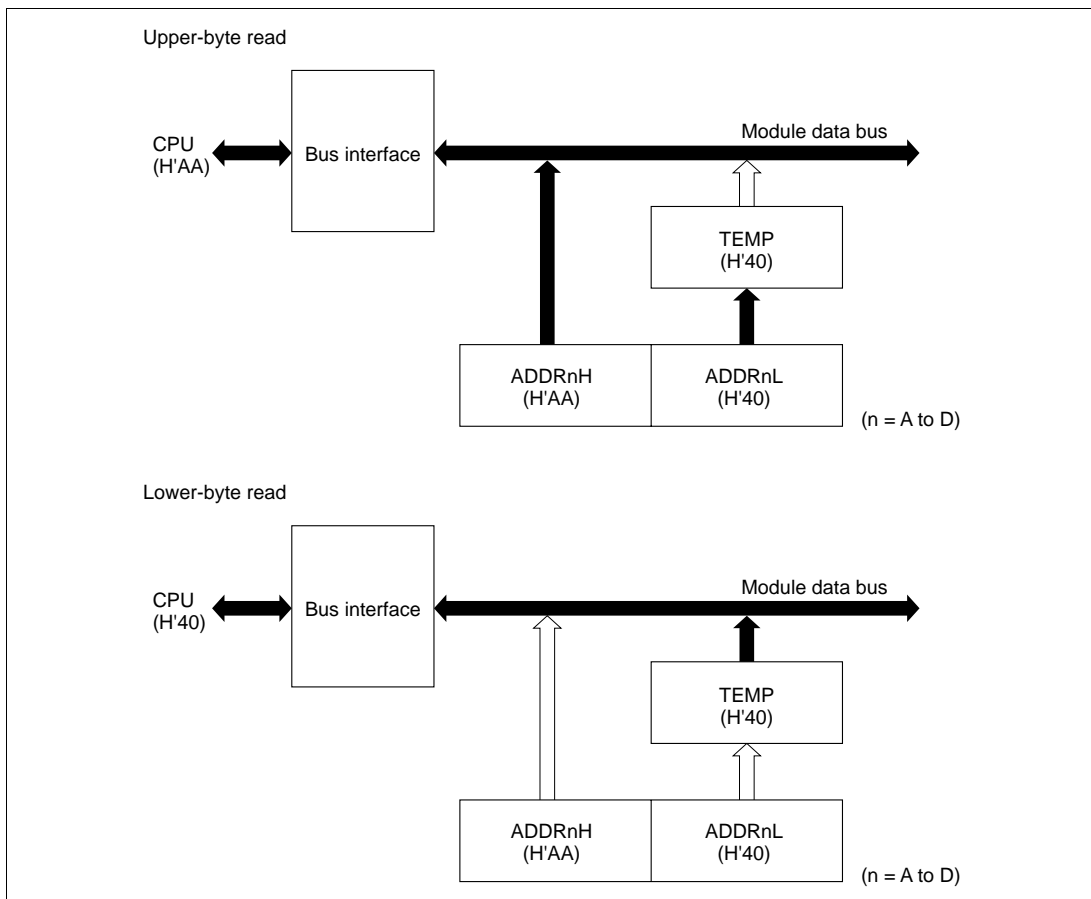 Upper-byte read
CPU
(H'AA)
Bus interface
Module data bus
TEMP
(H'40)
ADDRnH
(H'AA)
ADDRnL
(H'40)
(n = A to D)
Lower-byte read
CPU
(H'40)
Bus interface
Module data bus
TEMP
(H'40)
ADDRnH
(H'AA)
ADDRnL
(H'40)
(n = A to D)